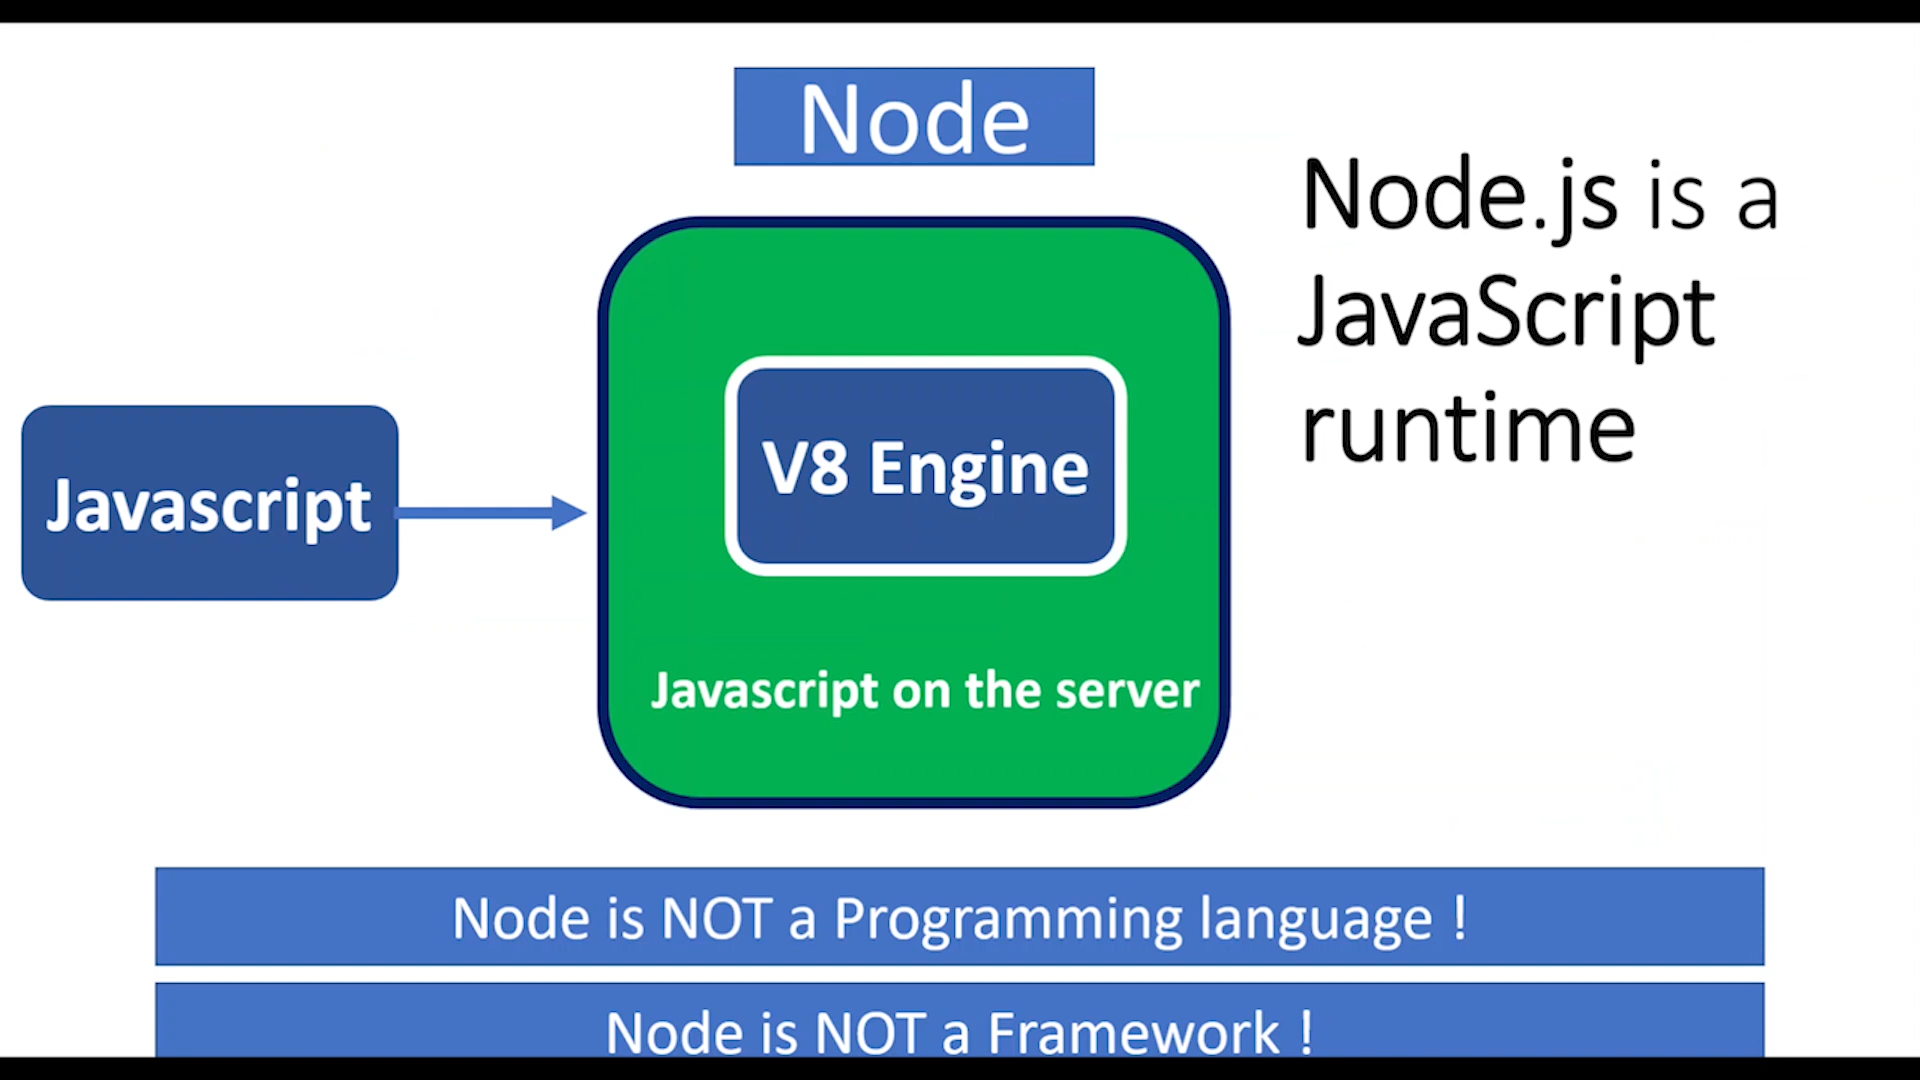 Node
Node.js is a
JavaScript
runtime
Javascript
V8 Engine
Javascript on the server
Node is NOT a Programming language !
Node is NOT a Framework !